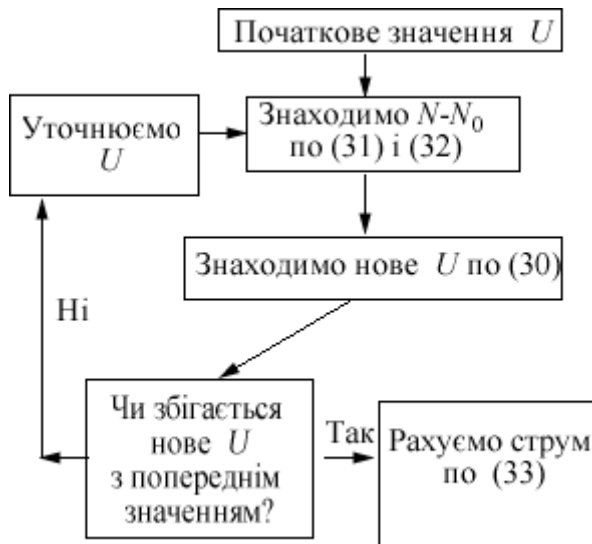 Початкове значення U
Уточнюємо
U
Знаходимо N-N₀
по (31) і (32)
Знаходимо нове U по (30)
Ні
Чи збігається
нове U
з попереднім
значенням?
Так
Рахуємо струм
по (33)